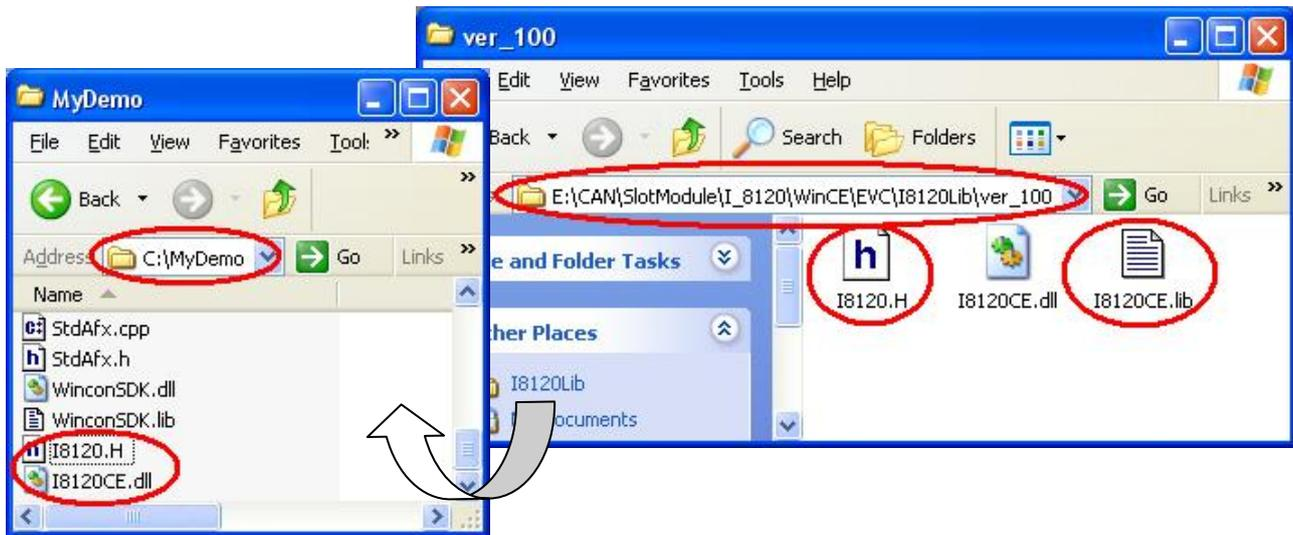 MyDemo
File Edit View Favorites Tool: »
Back
»
Address C:\MyDemo Go Links »
Name
StdAfx.cpp
StdAfx.h
WinconSDK.dll
WinconSDK.lib
I8120.H
I8120CE.dll
ver_100
Edit View Favorites Tools Help
Back Search Folders
E:\CAN\SlotModule\I_8120\WinCE\EVC\I8120Lib\ver_100 Go Links »
e and Folder Tasks
ther Places
I8120Lib
ocuments
I8120.H I8120CE.dll I8120CE.lib